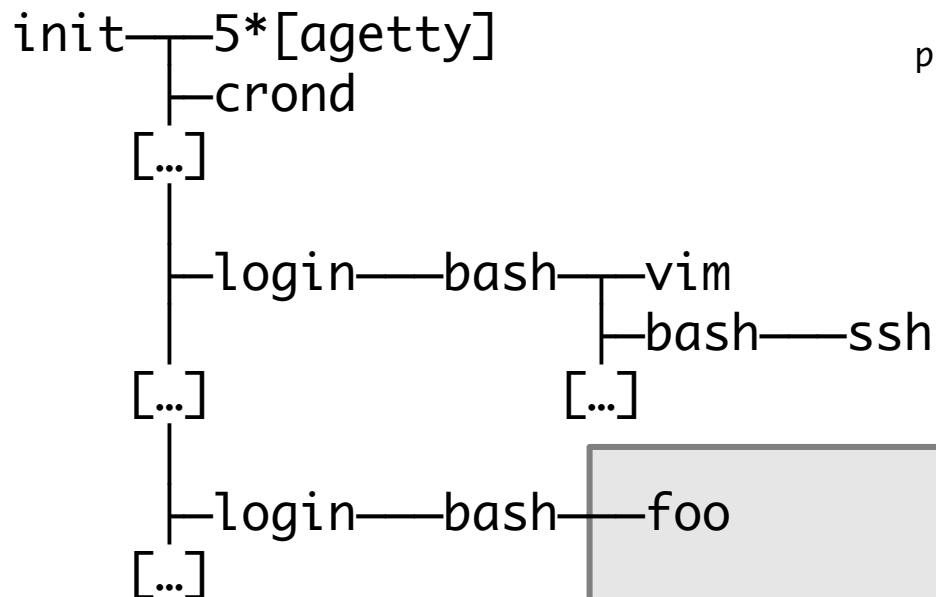 init 5*[agetty]
p
crond
[…]
login bash vim
bash ssh
[…] […]
login bash foo
[…]